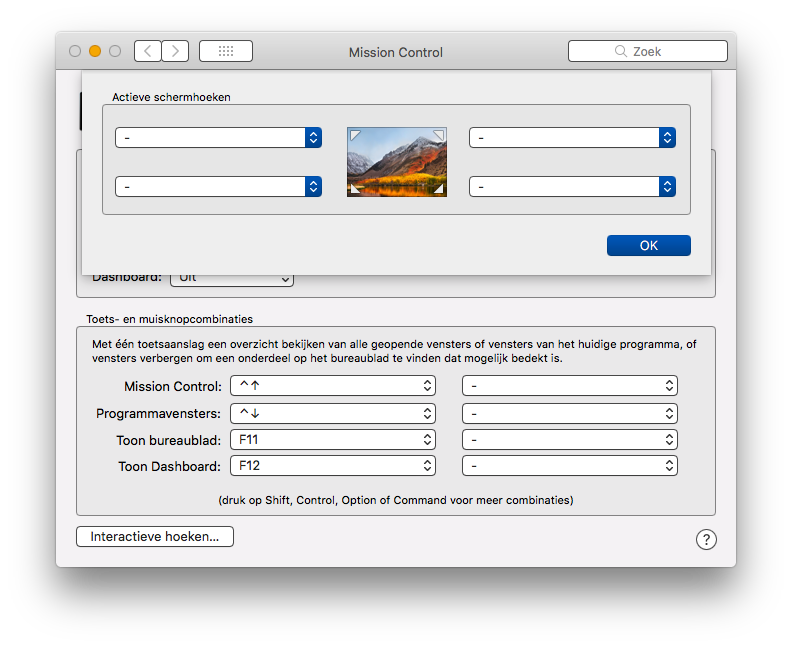 Mission Control
Zoek
Actieve schermhoeken
- -
- -
OK
Dashboard: Uit
Toets- en muisknopcombinaties
Met één toetsaanslag een overzicht bekijken van alle geopende vensters of vensters van het huidige programma, of
vensters verbergen om een onderdeel op het bureaublad te vinden dat mogelijk bedekt is.
Mission Control: ^↑ -
Programmavensters: ^↓ -
Toon bureaublad: F11 -
Toon Dashboard: F12 -
(druk op Shift, Control, Option of Command voor meer combinaties)
Interactieve hoeken... ?